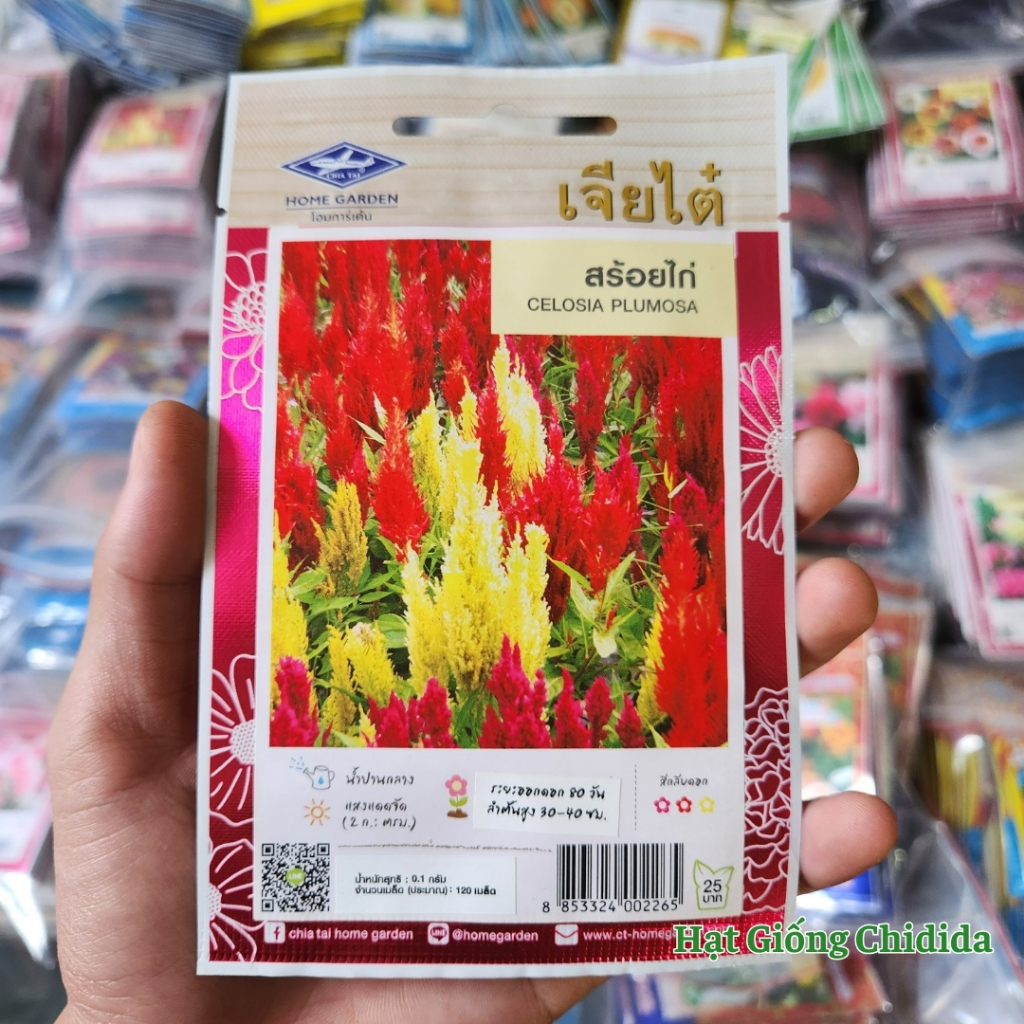 CHIA TAI
HOME GARDEN
โฮมการ์เด้น
เจียไต๋
สร้อยไก่
CELOSIA PLUMOSA
น้ำปานกลาง
แสงแดดจัด
ระยะออกดอก 80 วัน
ลำต้นสูง 30-40 ซม.
สีกลีบดอก
LINE
น้ำหนักสุทธิ : 0.1 กรัม
จำนวนเมล็ด (ประมาณ) : 120 เมล็ด
8 853324 002265
25
บาท
chia tai home garden
LINE
@homegarden
www.ct-homegarden
Hạt Giống Chidida